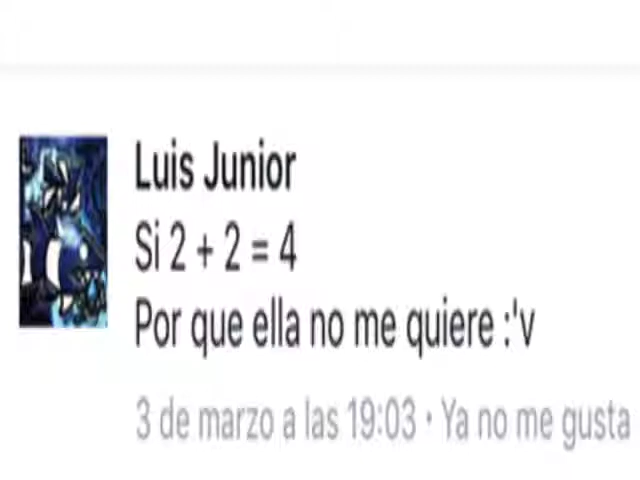 Luis Junior
Si 2 + 2 = 4
Por que ella no me quiere :'v
3 de marzo a las 19:03 · Ya no me gusta